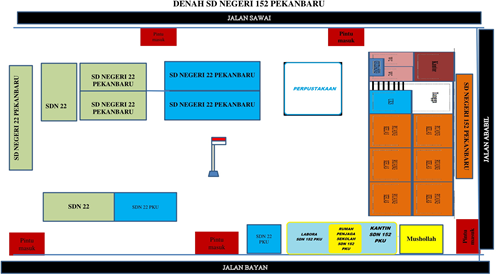 DENAH SD NEGERI 152 PEKANBARU
JALAN SAWAI
Pintu
masuk
Pintu
masuk
SD NEGERI 22 PEKANBARU
SDN 22
SD NEGERI 22
PEKANBARU
SD NEGERI 22 PEKANBARU
SD NEGERI 22
PEKANBARU
SD NEGERI 22 PEKANBARU
PERPUSTAKAAN
SD NEGERI 152 PEKANBARU
JALAN ABABIL
SDN 22
SDN 22 PKU
Pintu
masuk
Pintu
masuk
SDN 22
PKU
LABORA
SDN 152 PKU
RUMAH
PENJAGA
SEKOLAH
SDN 152
PKU
KANTIN
SDN 152
PKU
Mushollah
Pintu
masuk
JALAN BAYAN